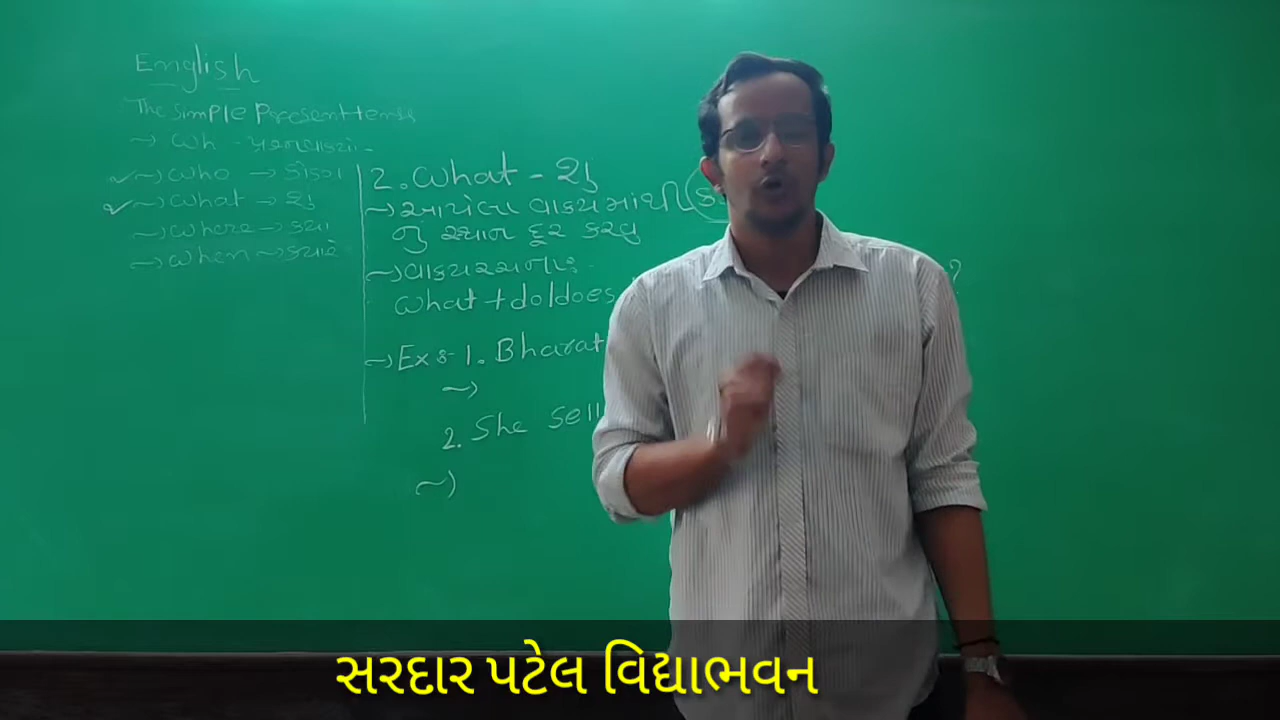 English
The Simple Present tense
~> Wh - પ્રશ્નવાક્યો -
✓~> Who -> કોણ
✓~> What -> શું
~> Where -> ક્યાં
~> When ~> ક્યારે
2. What - શું
~> આપેલા વાક્યમાંથી
નું સ્થાન દૂર કરવું
~> વાક્યરચના:-
What + do/does
?
~> Ex:- 1. Bharat
~>
2. She sell
~>
સરદાર પટેલ વિદ્યાભવન